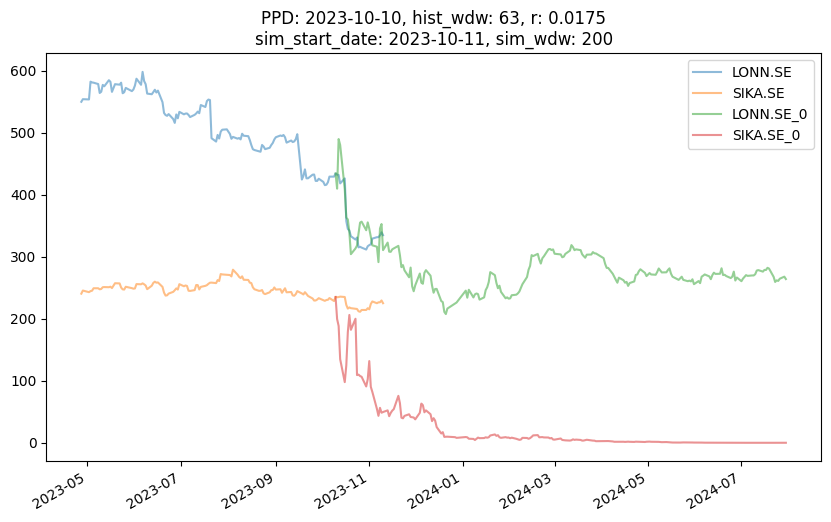 PPD: 2023-10-10, hist_wdw: 63, r: 0.0175
sim_start_date: 2023-10-11, sim_wdw: 200
LONN.SE
SIKA.SE
LONN.SE_0
SIKA.SE_0
600
500
400
300
200
100
0
2023-05
2023-07
2023-09
2023-11
2024-01
2024-03
2024-05
2024-07